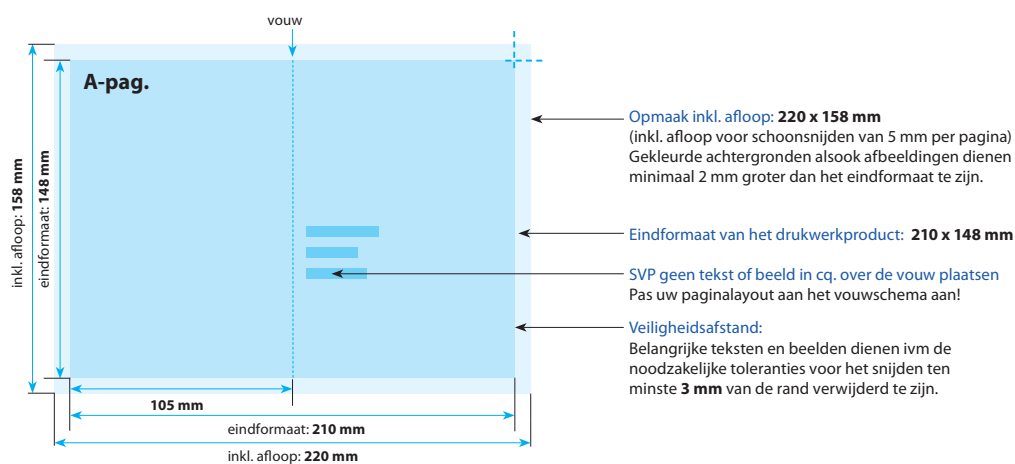 vouw
A-pag.
inkl. afloop: 158 mm
eindformaat: 148 mm
Opmaak inkl. afloop: 220 x 158 mm
(inkl. afloop voor schoonsnijden van 5 mm per pagina)
Gekleurde achtergronden alsook afbeeldingen dienen
minimaal 2 mm groter dan het eindformaat te zijn.
Eindformaat van het drukwerkproduct: 210 x 148 mm
SVP geen tekst of beeld in cq. over de vouw plaatsen
Pas uw paginalayout aan het vouwschema aan!
Veiligheidsafstand:
Belangrijke teksten en beelden dienen ivm de
noodzakelijke toleranties voor het snijden ten
minste 3 mm van de rand verwijderd te zijn.
105 mm
eindformaat: 210 mm
inkl. afloop: 220 mm